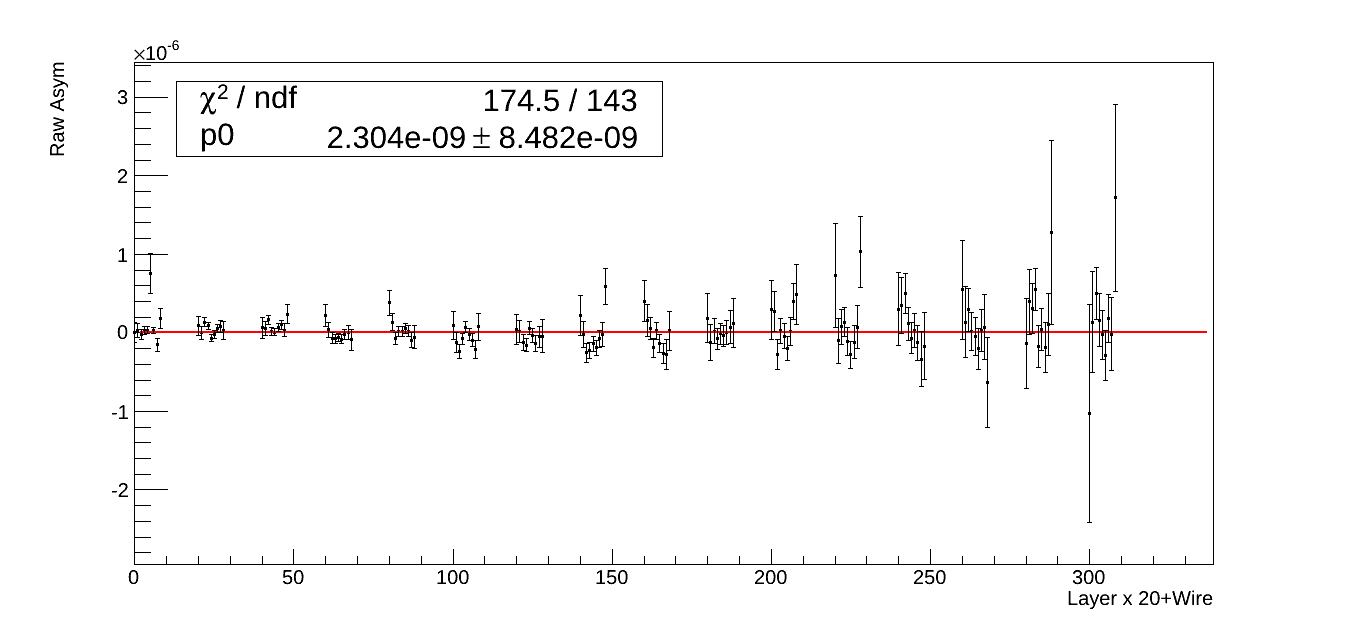 ×10-6
Raw Asym
χ2 / ndf 174.5 / 143
p0 2.304e-09 ± 8.482e-09
3
2
1
0
-1
-2
0 50 100 150 200 250 300
Layer x 20+Wire